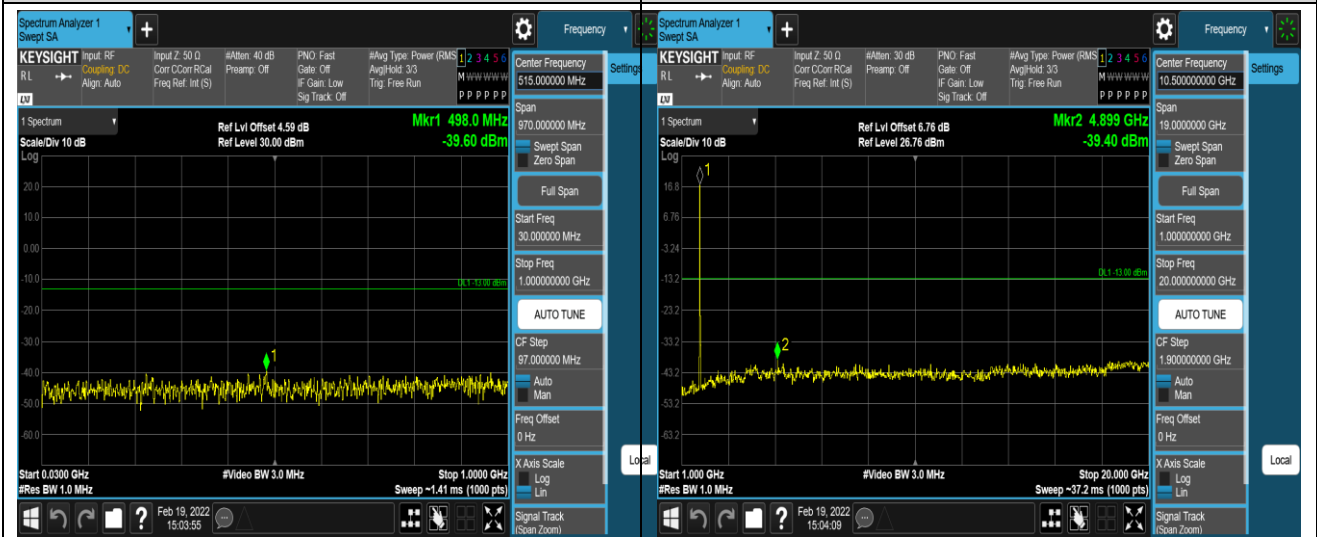 Spectrum Analyzer 1
Swept SA
+
Frequency
KEYSIGHT
RL
LXI
Input: RF
Coupling: DC
Align: Auto
Input Z: 50 Ω
Corr CCorr RCal
Freq Ref: Int (S)
#Atten: 40 dB
Preamp: Off
PNO: Fast
Gate: Off
IF Gain: Low
Sig Track: Off
#Avg Type: Power (RMS
Avg|Hold: 3/3
Trig: Free Run
1 2 3 4 5 6
M W W W W W
P P P P P P
Center Frequency
515.000000 MHz
Settings
Span
970.000000 MHz
Swept Span
Zero Span
Full Span
Start Freq
30.000000 MHz
Stop Freq
1.000000000 GHz
AUTO TUNE
CF Step
97.000000 MHz
Auto
Man
Freq Offset
0 Hz
X Axis Scale
Log
Lin
Local
Signal Track
(Span Zoom)
1 Spectrum
Scale/Div 10 dB
Log
Ref Lvl Offset 4.59 dB
Ref Level 30.00 dBm
Mkr1 498.0 MHz
-39.60 dBm
20.0
10.0
0.00
-10.0
DL1 -13.00 dBm
-20.0
-30.0
1
-40.0
-50.0
-60.0
Start 0.0300 GHz
#Res BW 1.0 MHz
#Video BW 3.0 MHz
Stop 1.0000 GHz
Sweep ~1.41 ms (1000 pts)
?
Feb 19, 2022
15:03:55
Spectrum Analyzer 1
Swept SA
+
Frequency
KEYSIGHT
RL
LXI
Input: RF
Coupling: DC
Align: Auto
Input Z: 50 Ω
Corr CCorr RCal
Freq Ref: Int (S)
#Atten: 30 dB
Preamp: Off
PNO: Fast
Gate: Off
IF Gain: Low
Sig Track: Off
#Avg Type: Power (RMS
Avg|Hold: 3/3
Trig: Free Run
1 2 3 4 5 6
M W W W W W
P P P P P P
Center Frequency
10.500000000 GHz
Settings
Span
19.0000000 GHz
Swept Span
Zero Span
Full Span
Start Freq
1.000000000 GHz
Stop Freq
20.000000000 GHz
AUTO TUNE
CF Step
1.900000000 GHz
Auto
Man
Freq Offset
0 Hz
X Axis Scale
Log
Lin
Local
Signal Track
(Span Zoom)
1 Spectrum
Scale/Div 10 dB
Log
Ref Lvl Offset 6.76 dB
Ref Level 26.76 dBm
Mkr2 4.899 GHz
-39.40 dBm
1
16.8
6.76
-3.24
-13.2
DL1 -13.00 dBm
-23.2
-33.2
2
-43.2
-53.2
-63.2
Start 1.000 GHz
#Res BW 1.0 MHz
#Video BW 3.0 MHz
Stop 20.000 GHz
Sweep ~37.2 ms (1000 pts)
?
Feb 19, 2022
15:04:09